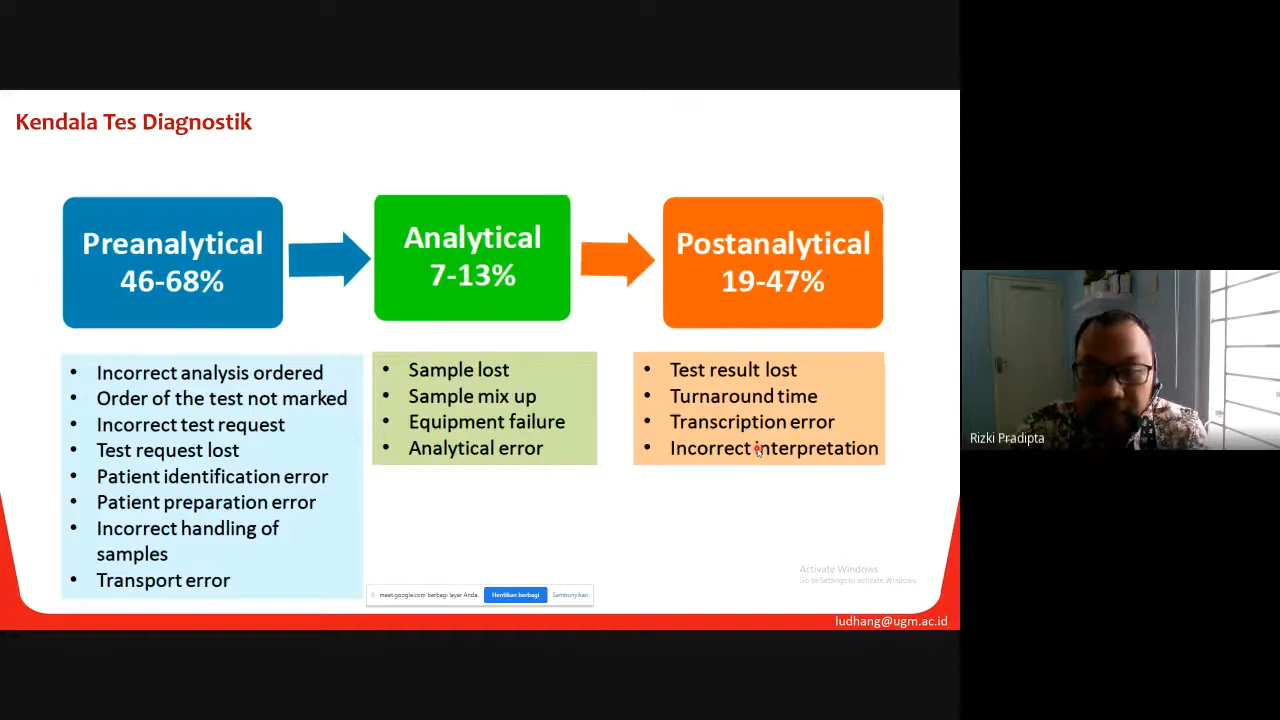 Kendala Tes Diagnostik
Preanalytical
46-68%
Analytical
7-13%
Postanalytical
19-47%
• Incorrect analysis ordered
• Order of the test not marked
• Incorrect test request
• Test request lost
• Patient identification error
• Patient preparation error
• Incorrect handling of
samples
• Transport error
• Sample lost
• Sample mix up
• Equipment failure
• Analytical error
• Test result lost
• Turnaround time
• Transcription error
• Incorrect interpretation
Rizki Pradipta
Activate Windows
Go to Settings to activate Windows.
meet.google.com berbagi layar Anda.
Hentikan berbagi
Sembunyikan
ludhang@ugm.ac.id